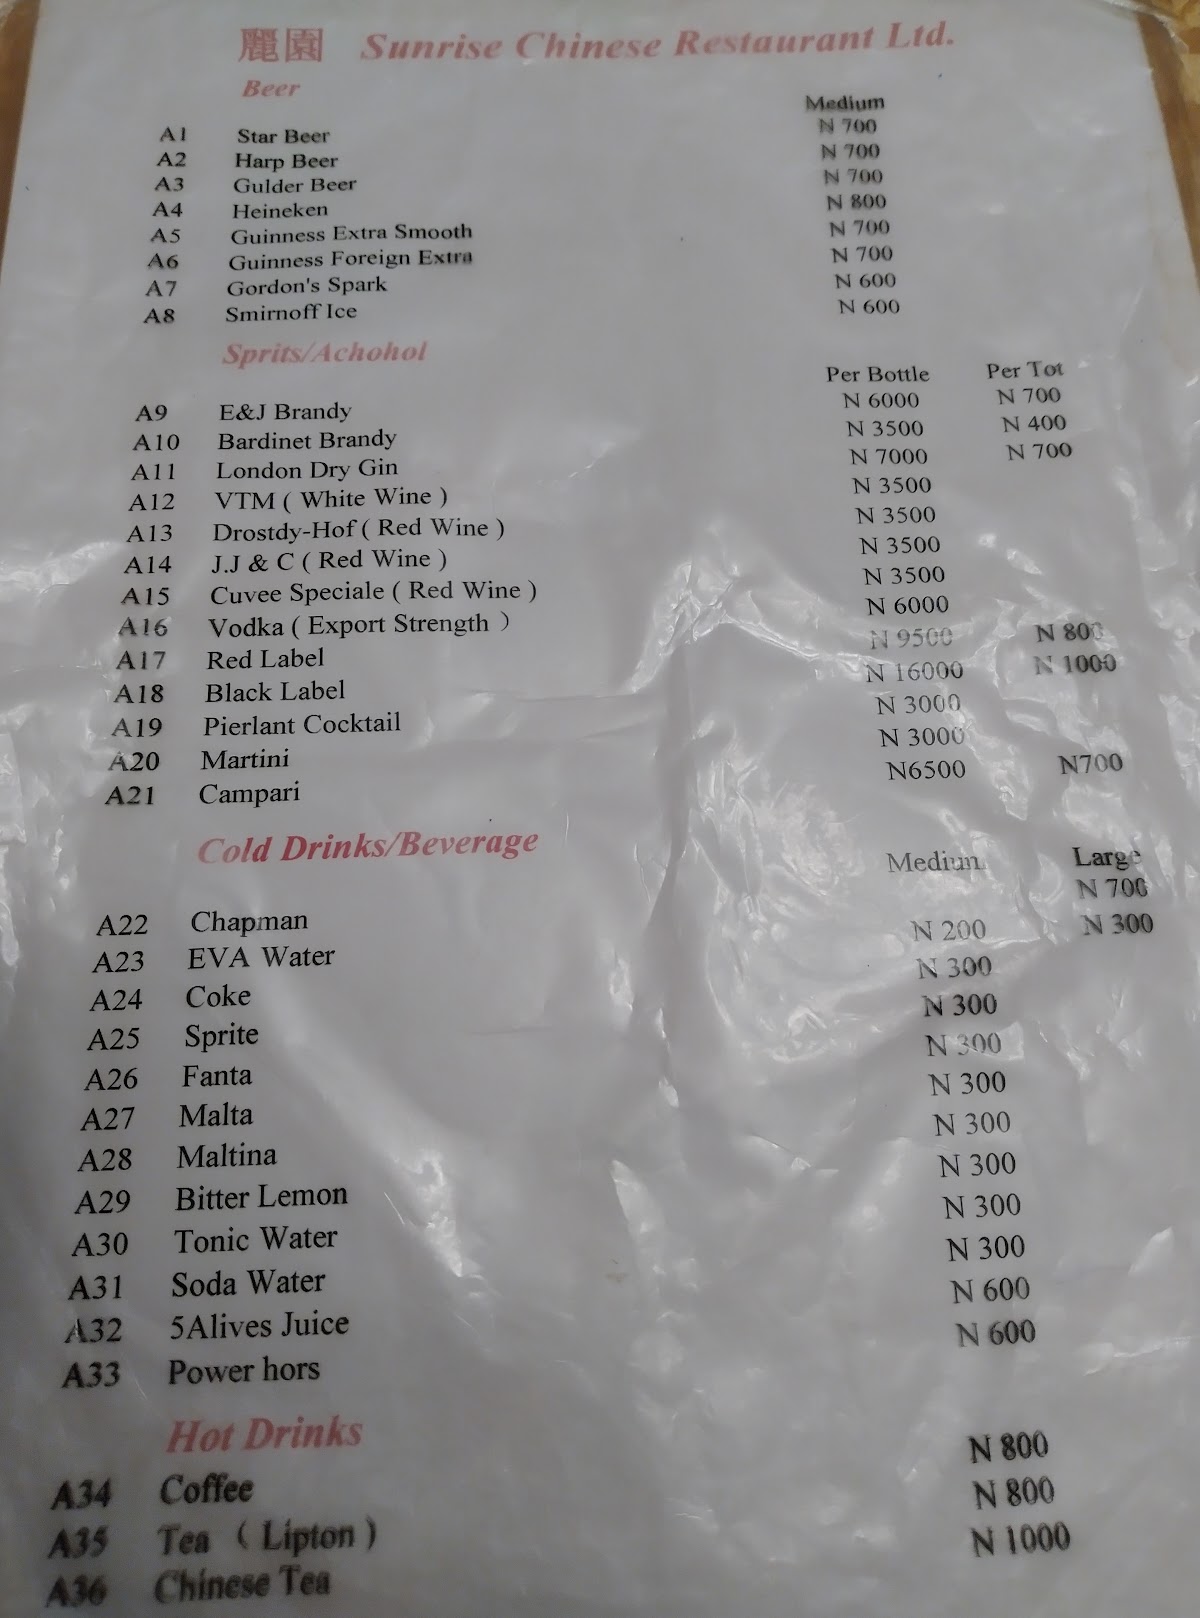 麗園 Sunrise Chinese Restaurant Ltd.
Beer Medium
A1 Star Beer N 700
A2 Harp Beer N 700
A3 Gulder Beer N 700
A4 Heineken N 800
A5 Guinness Extra Smooth N 700
A6 Guinness Foreign Extra N 700
A7 Gordon's Spark N 600
A8 Smirnoff Ice N 600
Sprits/Achohol Per Bottle Per Tot
A9 E&J Brandy N 6000 N 700
A10 Bardinet Brandy N 3500 N 400
A11 London Dry Gin N 7000 N 700
A12 VTM ( White Wine ) N 3500
A13 Drostdy-Hof ( Red Wine ) N 3500
A14 J.J & C ( Red Wine ) N 3500
A15 Cuvee Speciale ( Red Wine ) N 3500
A16 Vodka ( Export Strength ） N 6000
A17 Red Label N 9500 N 800
A18 Black Label N 16000 N 1000
A19 Pierlant Cocktail N 3000
A20 Martini N 3000
A21 Campari N6500 N700
Cold Drinks/Beverage Medium Large
A22 Chapman N 700
A23 EVA Water N 200 N 300
A24 Coke N 300
A25 Sprite N 300
A26 Fanta N 300
A27 Malta N 300
A28 Maltina N 300
A29 Bitter Lemon N 300
A30 Tonic Water N 300
A31 Soda Water N 300
A32 5Alives Juice N 600
A33 Power hors N 600
Hot Drinks
A34 Coffee N 800
A35 Tea ( Lipton ) N 800
A36 Chinese Tea N 1000